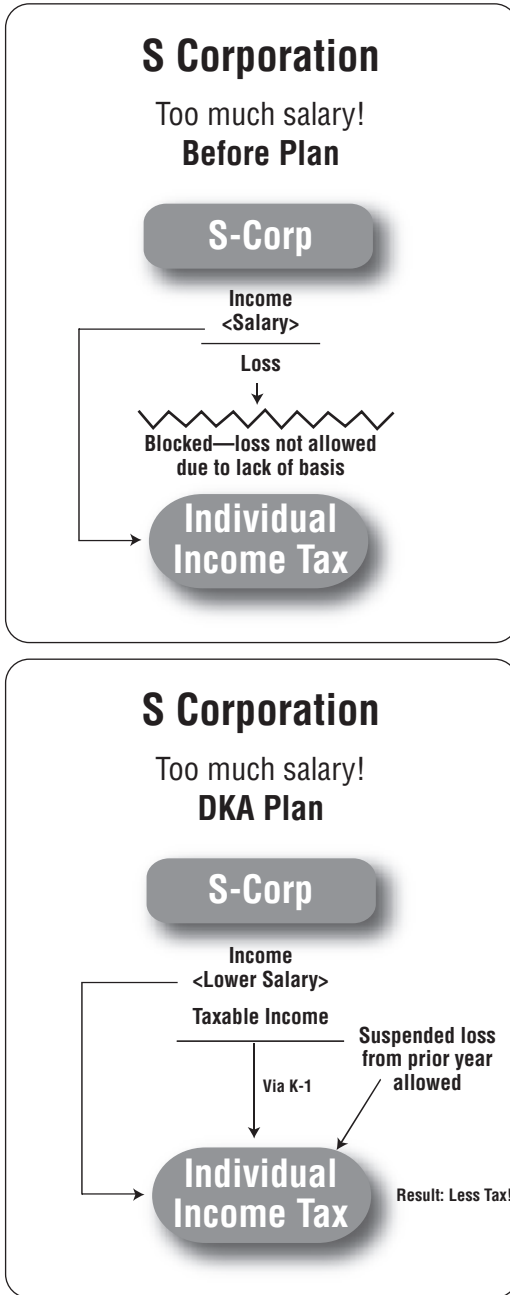 S Corporation
Too much salary!
Before Plan
S-Corp
Income
<Salary>
Loss
Blocked—loss not allowed
due to lack of basis
Individual
Income Tax
S Corporation
Too much salary!
DKA Plan
S-Corp
Income
<Lower Salary>
Taxable Income
Suspended loss
from prior year
allowed
Via K-1
Individual
Income Tax
Result: Less Tax!